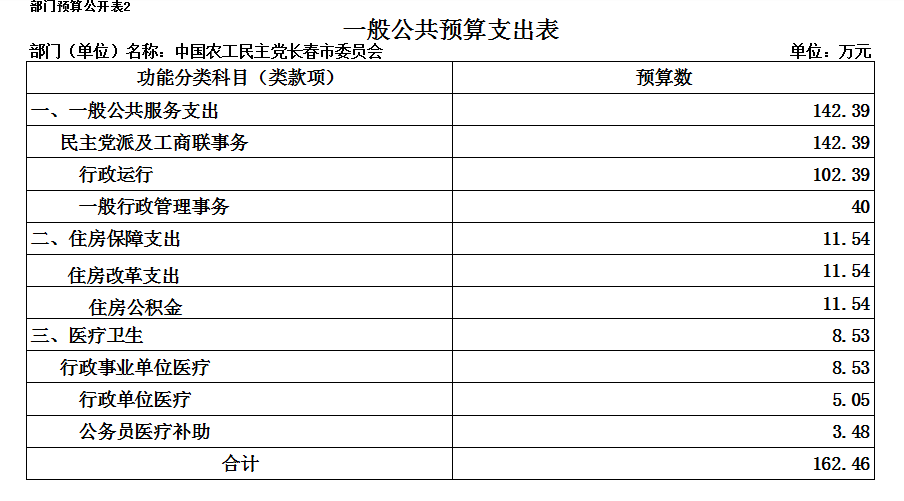 部门预算公开表2
一般公共预算支出表
部门（单位）名称：中国农工民主党长春市委员会 单位：万元
功能分类科目（类款项） 预算数
一、一般公共服务支出 142.39
民主党派及工商联事务 142.39
行政运行 102.39
一般行政管理事务 40
二、住房保障支出 11.54
住房改革支出 11.54
住房公积金 11.54
三、医疗卫生 8.53
行政事业单位医疗 8.53
行政单位医疗 5.05
公务员医疗补助 3.48
合计 162.46